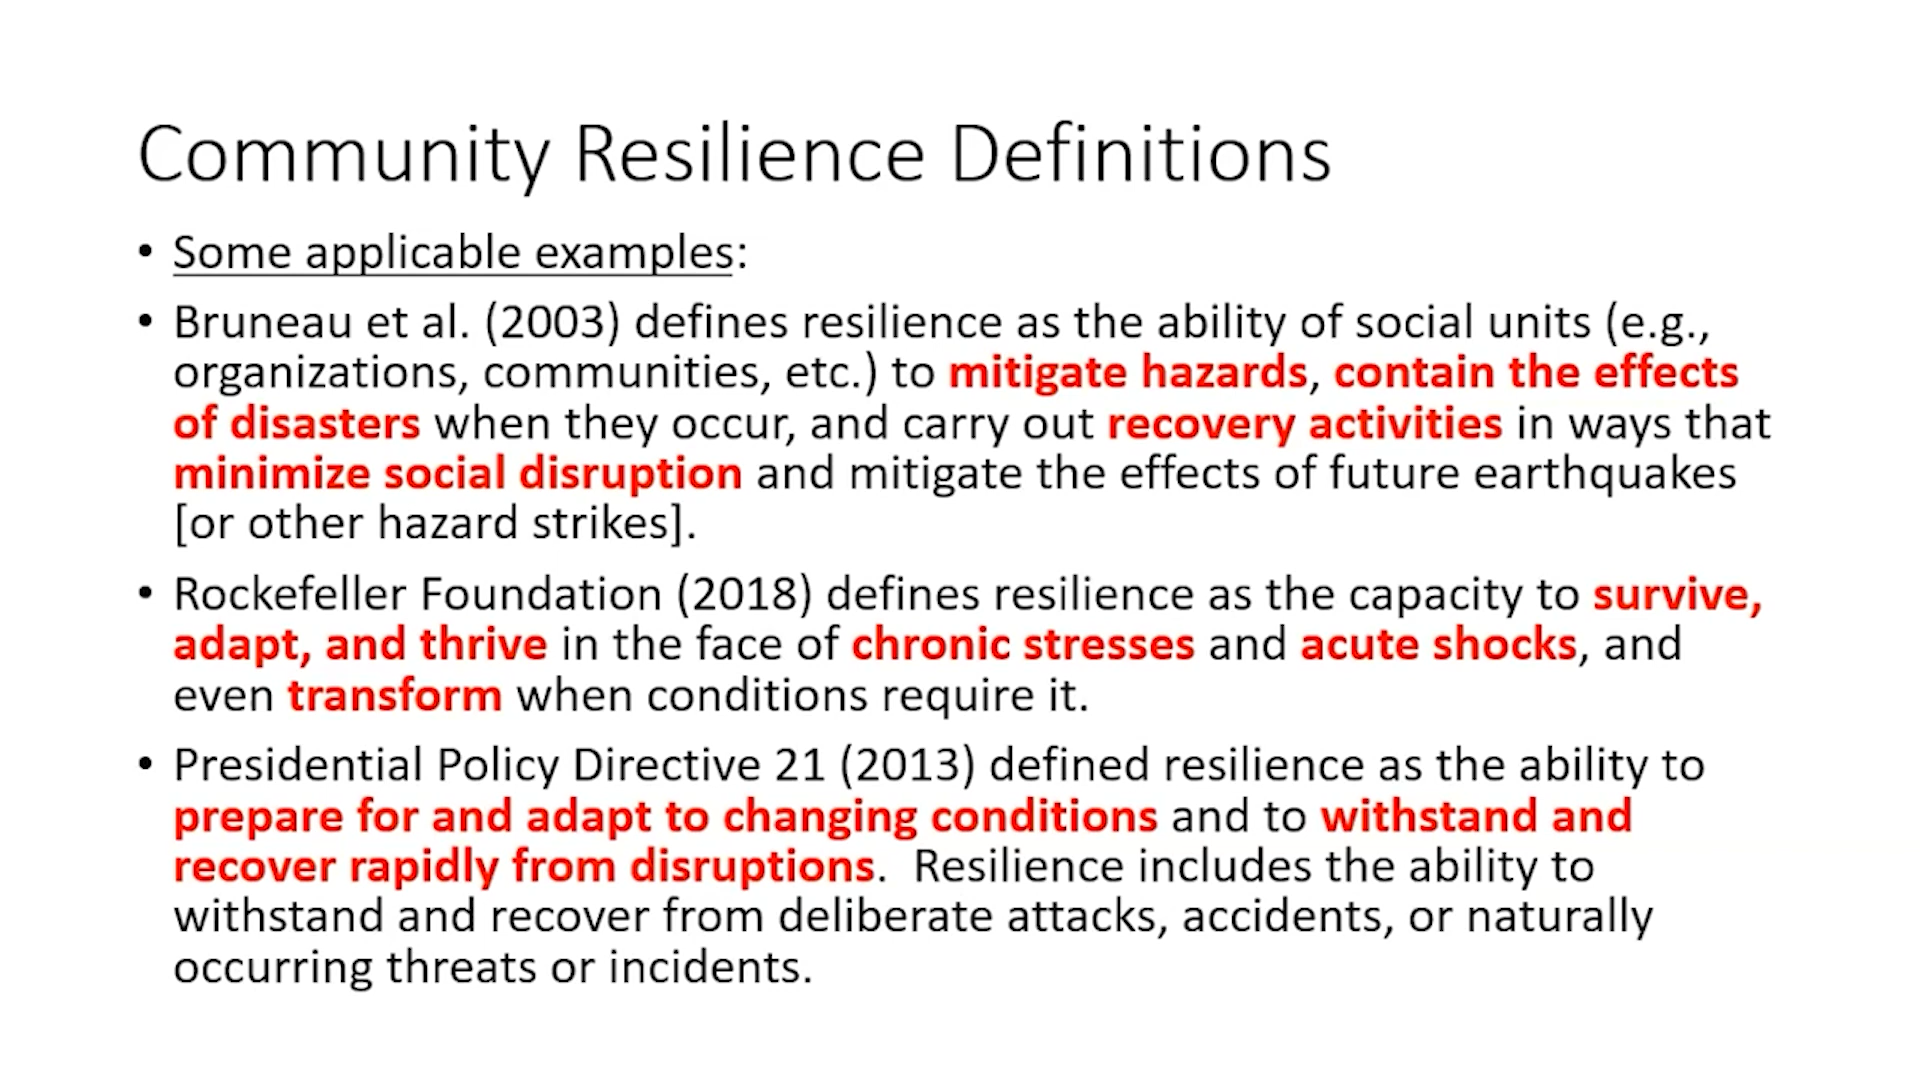 Community Resilience Definitions
• Some applicable examples:
• Bruneau et al. (2003) defines resilience as the ability of social units (e.g.,
organizations, communities, etc.) to mitigate hazards, contain the effects
of disasters when they occur, and carry out recovery activities in ways that
minimize social disruption and mitigate the effects of future earthquakes
[or other hazard strikes].
• Rockefeller Foundation (2018) defines resilience as the capacity to survive,
adapt, and thrive in the face of chronic stresses and acute shocks, and
even transform when conditions require it.
• Presidential Policy Directive 21 (2013) defined resilience as the ability to
prepare for and adapt to changing conditions and to withstand and
recover rapidly from disruptions.  Resilience includes the ability to
withstand and recover from deliberate attacks, accidents, or naturally
occurring threats or incidents.